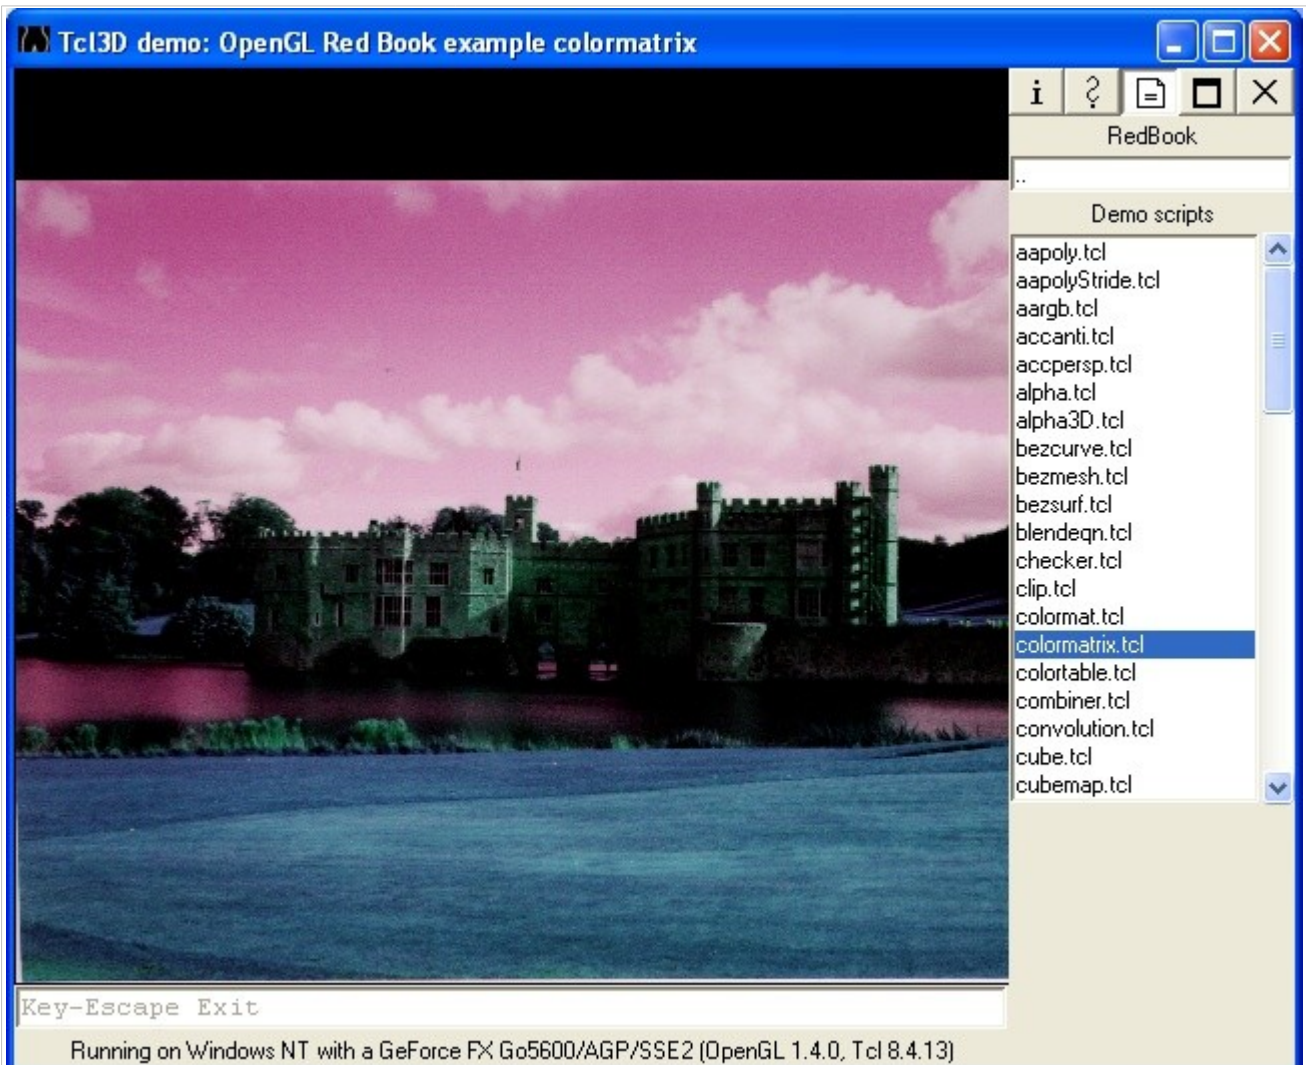 Tcl3D demo: OpenGL Red Book example colormatrix
i ?
RedBook
..
Demo scripts
aapoly.tcl
aapolyStride.tcl
aargb.tcl
accanti.tcl
accpersp.tcl
alpha.tcl
alpha3D.tcl
bezcurve.tcl
bezmesh.tcl
bezsurf.tcl
blendeqn.tcl
checker.tcl
clip.tcl
colormat.tcl
colormatrix.tcl
colortable.tcl
combiner.tcl
convolution.tcl
cube.tcl
cubemap.tcl
Key-Escape Exit
Running on Windows NT with a GeForce FX Go5600/AGP/SSE2 (OpenGL 1.4.0, Tcl 8.4.13)